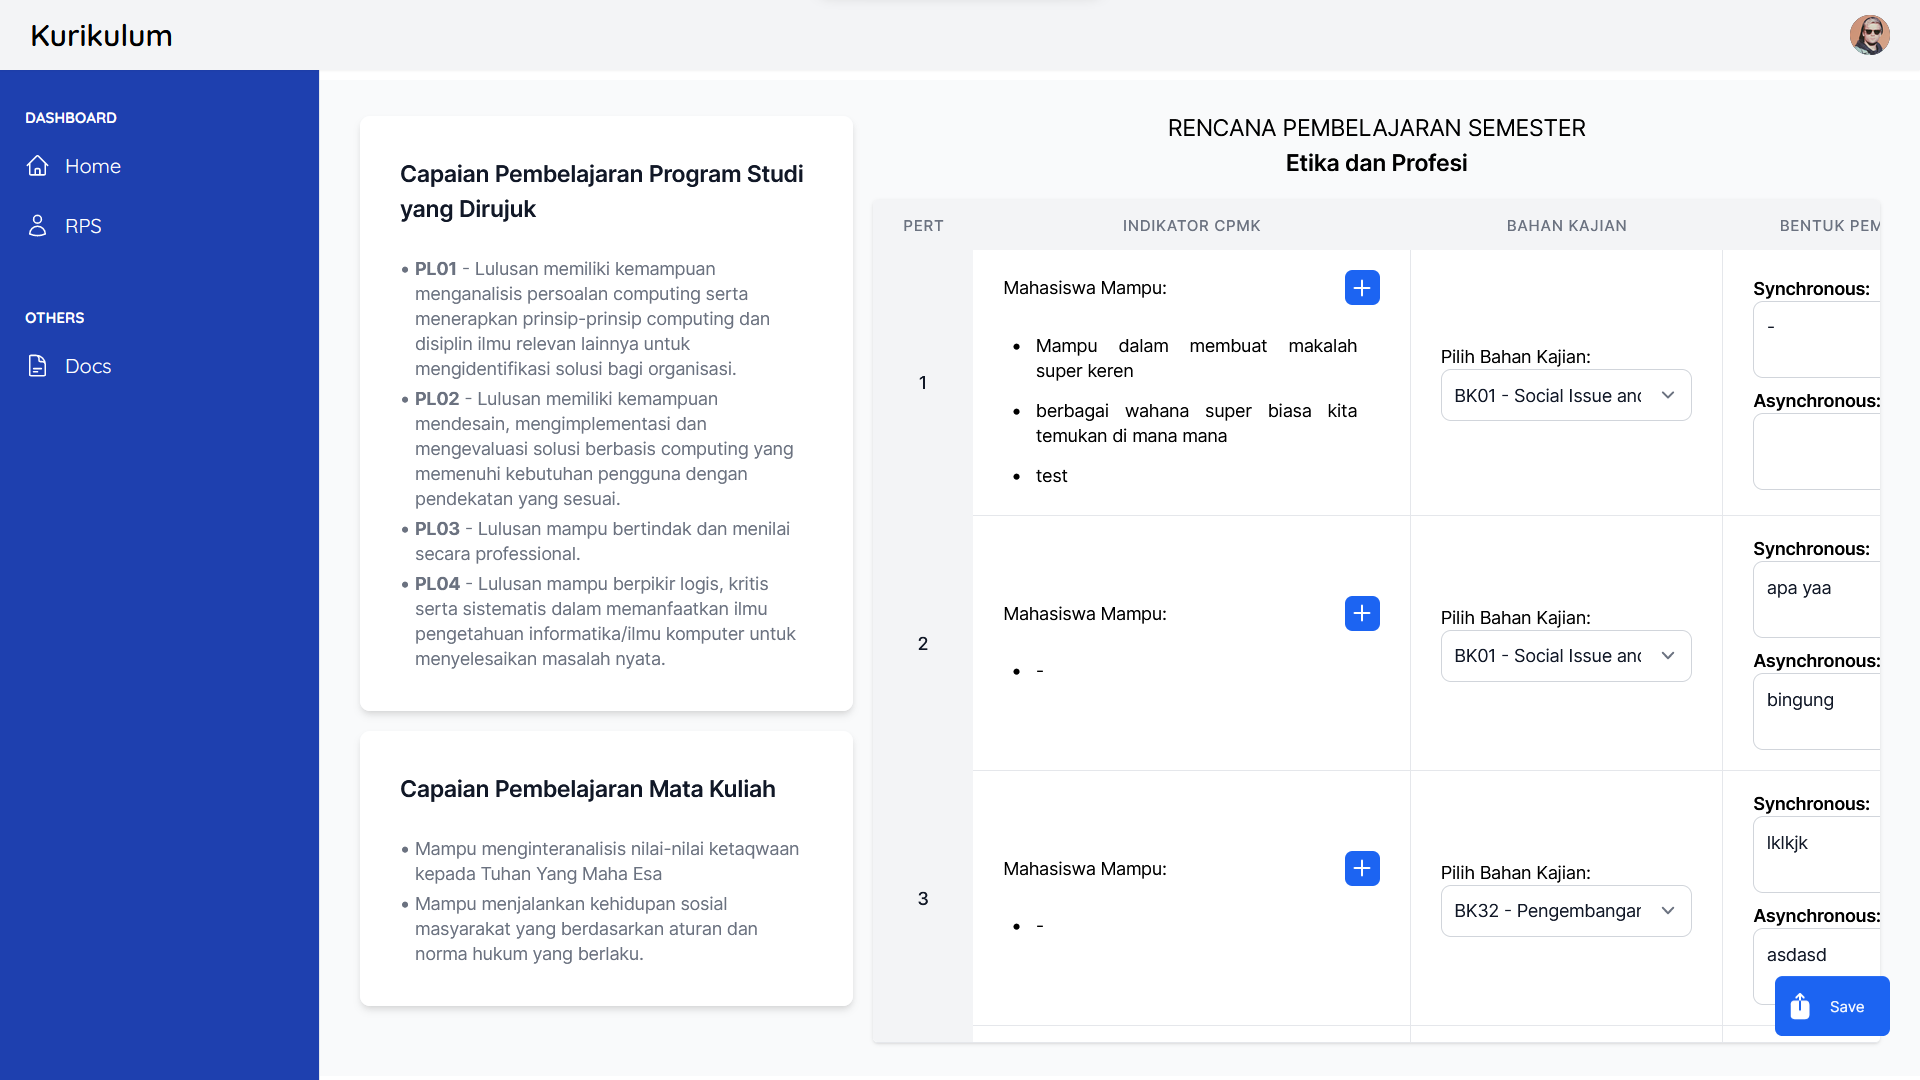 Kurikulum
DASHBOARD
Home
RPS
OTHERS
Docs
Capaian Pembelajaran Program Studi
yang Dirujuk
• PL01 - Lulusan memiliki kemampuan
menganalisis persoalan computing serta
menerapkan prinsip-prinsip computing dan
disiplin ilmu relevan lainnya untuk
mengidentifikasi solusi bagi organisasi.
• PL02 - Lulusan memiliki kemampuan
mendesain, mengimplementasi dan
mengevaluasi solusi berbasis computing yang
memenuhi kebutuhan pengguna dengan
pendekatan yang sesuai.
• PL03 - Lulusan mampu bertindak dan menilai
secara professional.
• PL04 - Lulusan mampu berpikir logis, kritis
serta sistematis dalam memanfaatkan ilmu
pengetahuan informatika/ilmu komputer untuk
menyelesaikan masalah nyata.
Capaian Pembelajaran Mata Kuliah
• Mampu menginteranalisis nilai-nilai ketaqwaan
kepada Tuhan Yang Maha Esa
• Mampu menjalankan kehidupan sosial
masyarakat yang berdasarkan aturan dan
norma hukum yang berlaku.
RENCANA PEMBELAJARAN SEMESTER
Etika dan Profesi
PERT INDIKATOR CPMK BAHAN KAJIAN BENTUK PEM
1
Mahasiswa Mampu:
• Mampu dalam membuat makalah
super keren
• berbagai wahana super biasa kita
temukan di mana mana
• test
Pilih Bahan Kajian:
BK01 - Social Issue and
Synchronous:
-
Asynchronous:
2
Mahasiswa Mampu:
• -
Pilih Bahan Kajian:
BK01 - Social Issue and
Synchronous:
apa yaa
Asynchronous:
bingung
3
Mahasiswa Mampu:
• -
Pilih Bahan Kajian:
BK32 - Pengembangan
Synchronous:
lklkjk
Asynchronous:
asdasd
Save